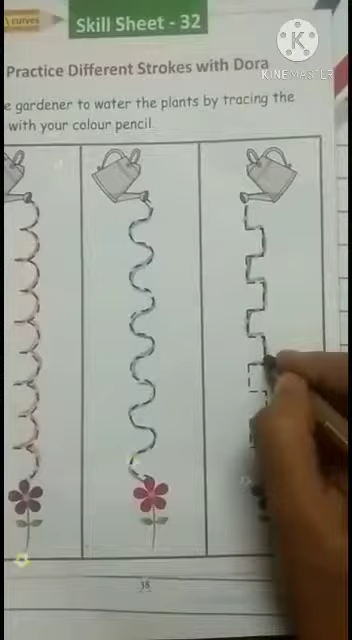 curves
Skill Sheet - 32
K
KINEMASTER
Practice Different Strokes with Dora
e gardener to water the plants by tracing the
with your colour pencil.
38